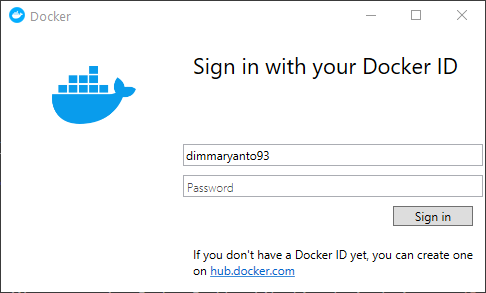 Docker
Sign in with your Docker ID
dimmaryanto93
Password
Sign in
If you don't have a Docker ID yet, you can create one
on hub.docker.com